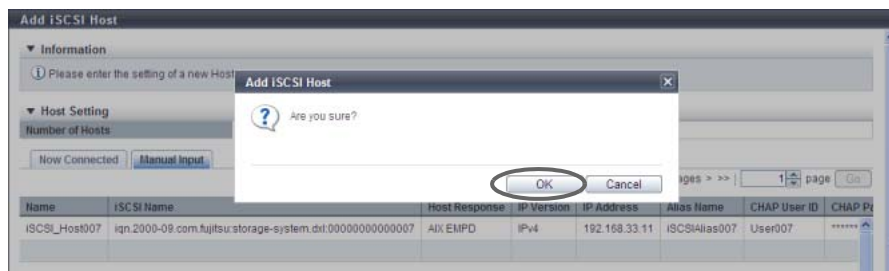 Add iSCSI Host
▼ Information
Please enter the setting of a new Host
Add iSCSI Host
Are you sure?
▼ Host Setting
Number of Hosts
Now Connected Manual Input
OK Cancel
ages > >> | 1 page Go
Name iSCSI Name Host Response IP Version IP Address Alias Name CHAP User ID CHAP
iSCSI_Host007 iqn.2000-09.com.fujitsu:storage-system.dxl:00000000000007 AIX EMPD IPv4 192.168.33.11 iSCSIAlias007 User007 ******